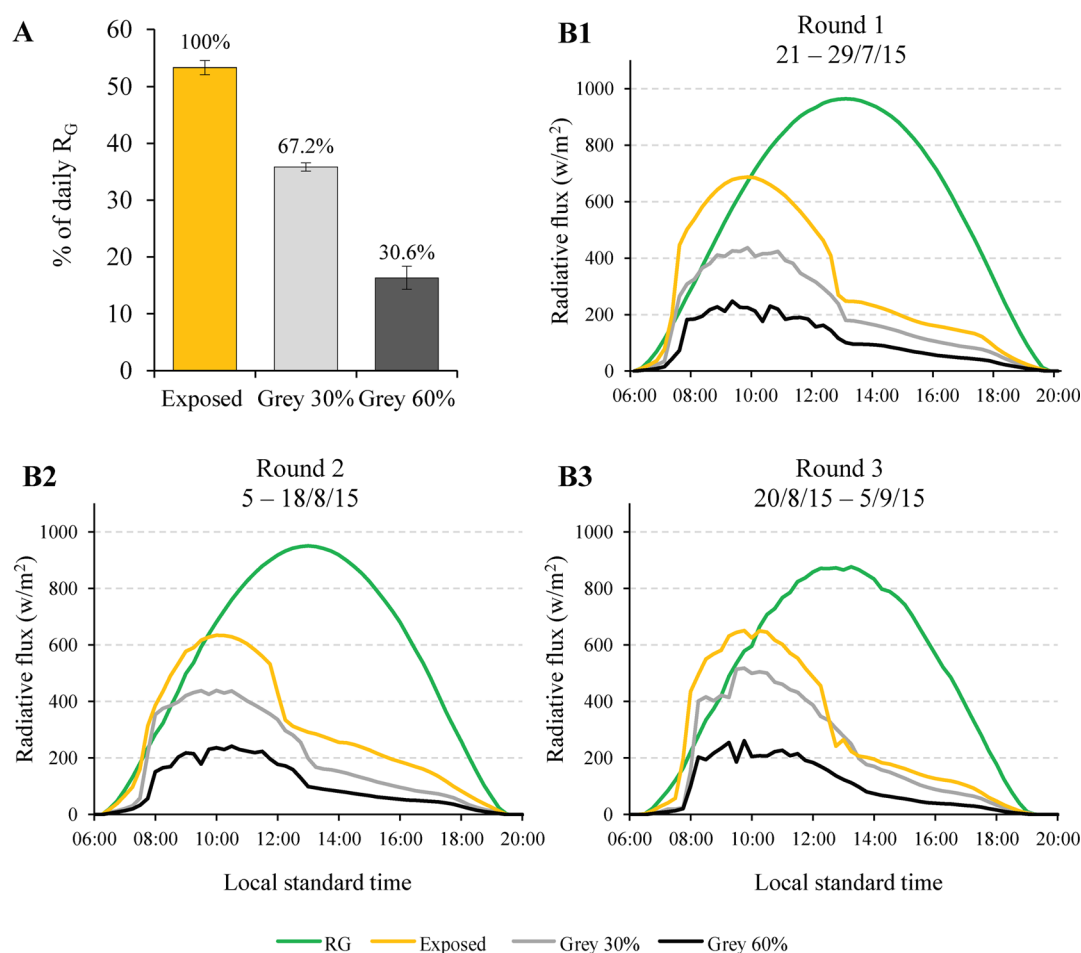 A
% of daily R_G
60
50
40
30
20
10
0
100%
67.2%
30.6%
Exposed Grey 30% Grey 60%
B1
Round 1
21 – 29/7/15
Radiative flux (w/m²)
1000
800
600
400
200
0
06:00 08:00 10:00 12:00 14:00 16:00 18:00 20:00
B2
Round 2
5 – 18/8/15
Radiative flux (w/m²)
1000
800
600
400
200
0
06:00 08:00 10:00 12:00 14:00 16:00 18:00 20:00
Local standard time
B3
Round 3
20/8/15 – 5/9/15
Radiative flux (w/m²)
1000
800
600
400
200
0
06:00 08:00 10:00 12:00 14:00 16:00 18:00 20:00
Local standard time
RG Exposed Grey 30% Grey 60%